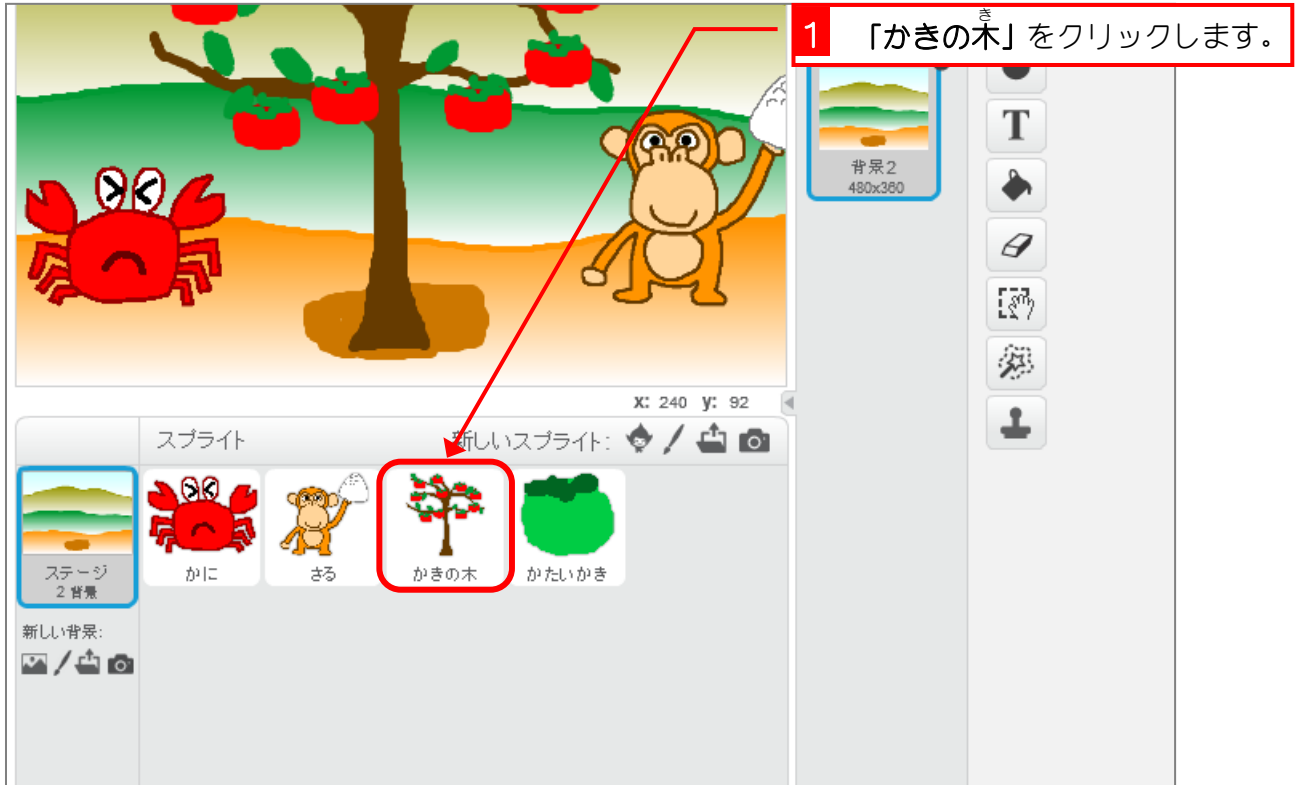 1 「かきの木」をクリックします。
き
T
背景2
480x360
x: 240 y: 92
スプライト
新しいスプライト:
ステージ
2 背景
かに
さる
かきの木
かたいかき
新しい背景: